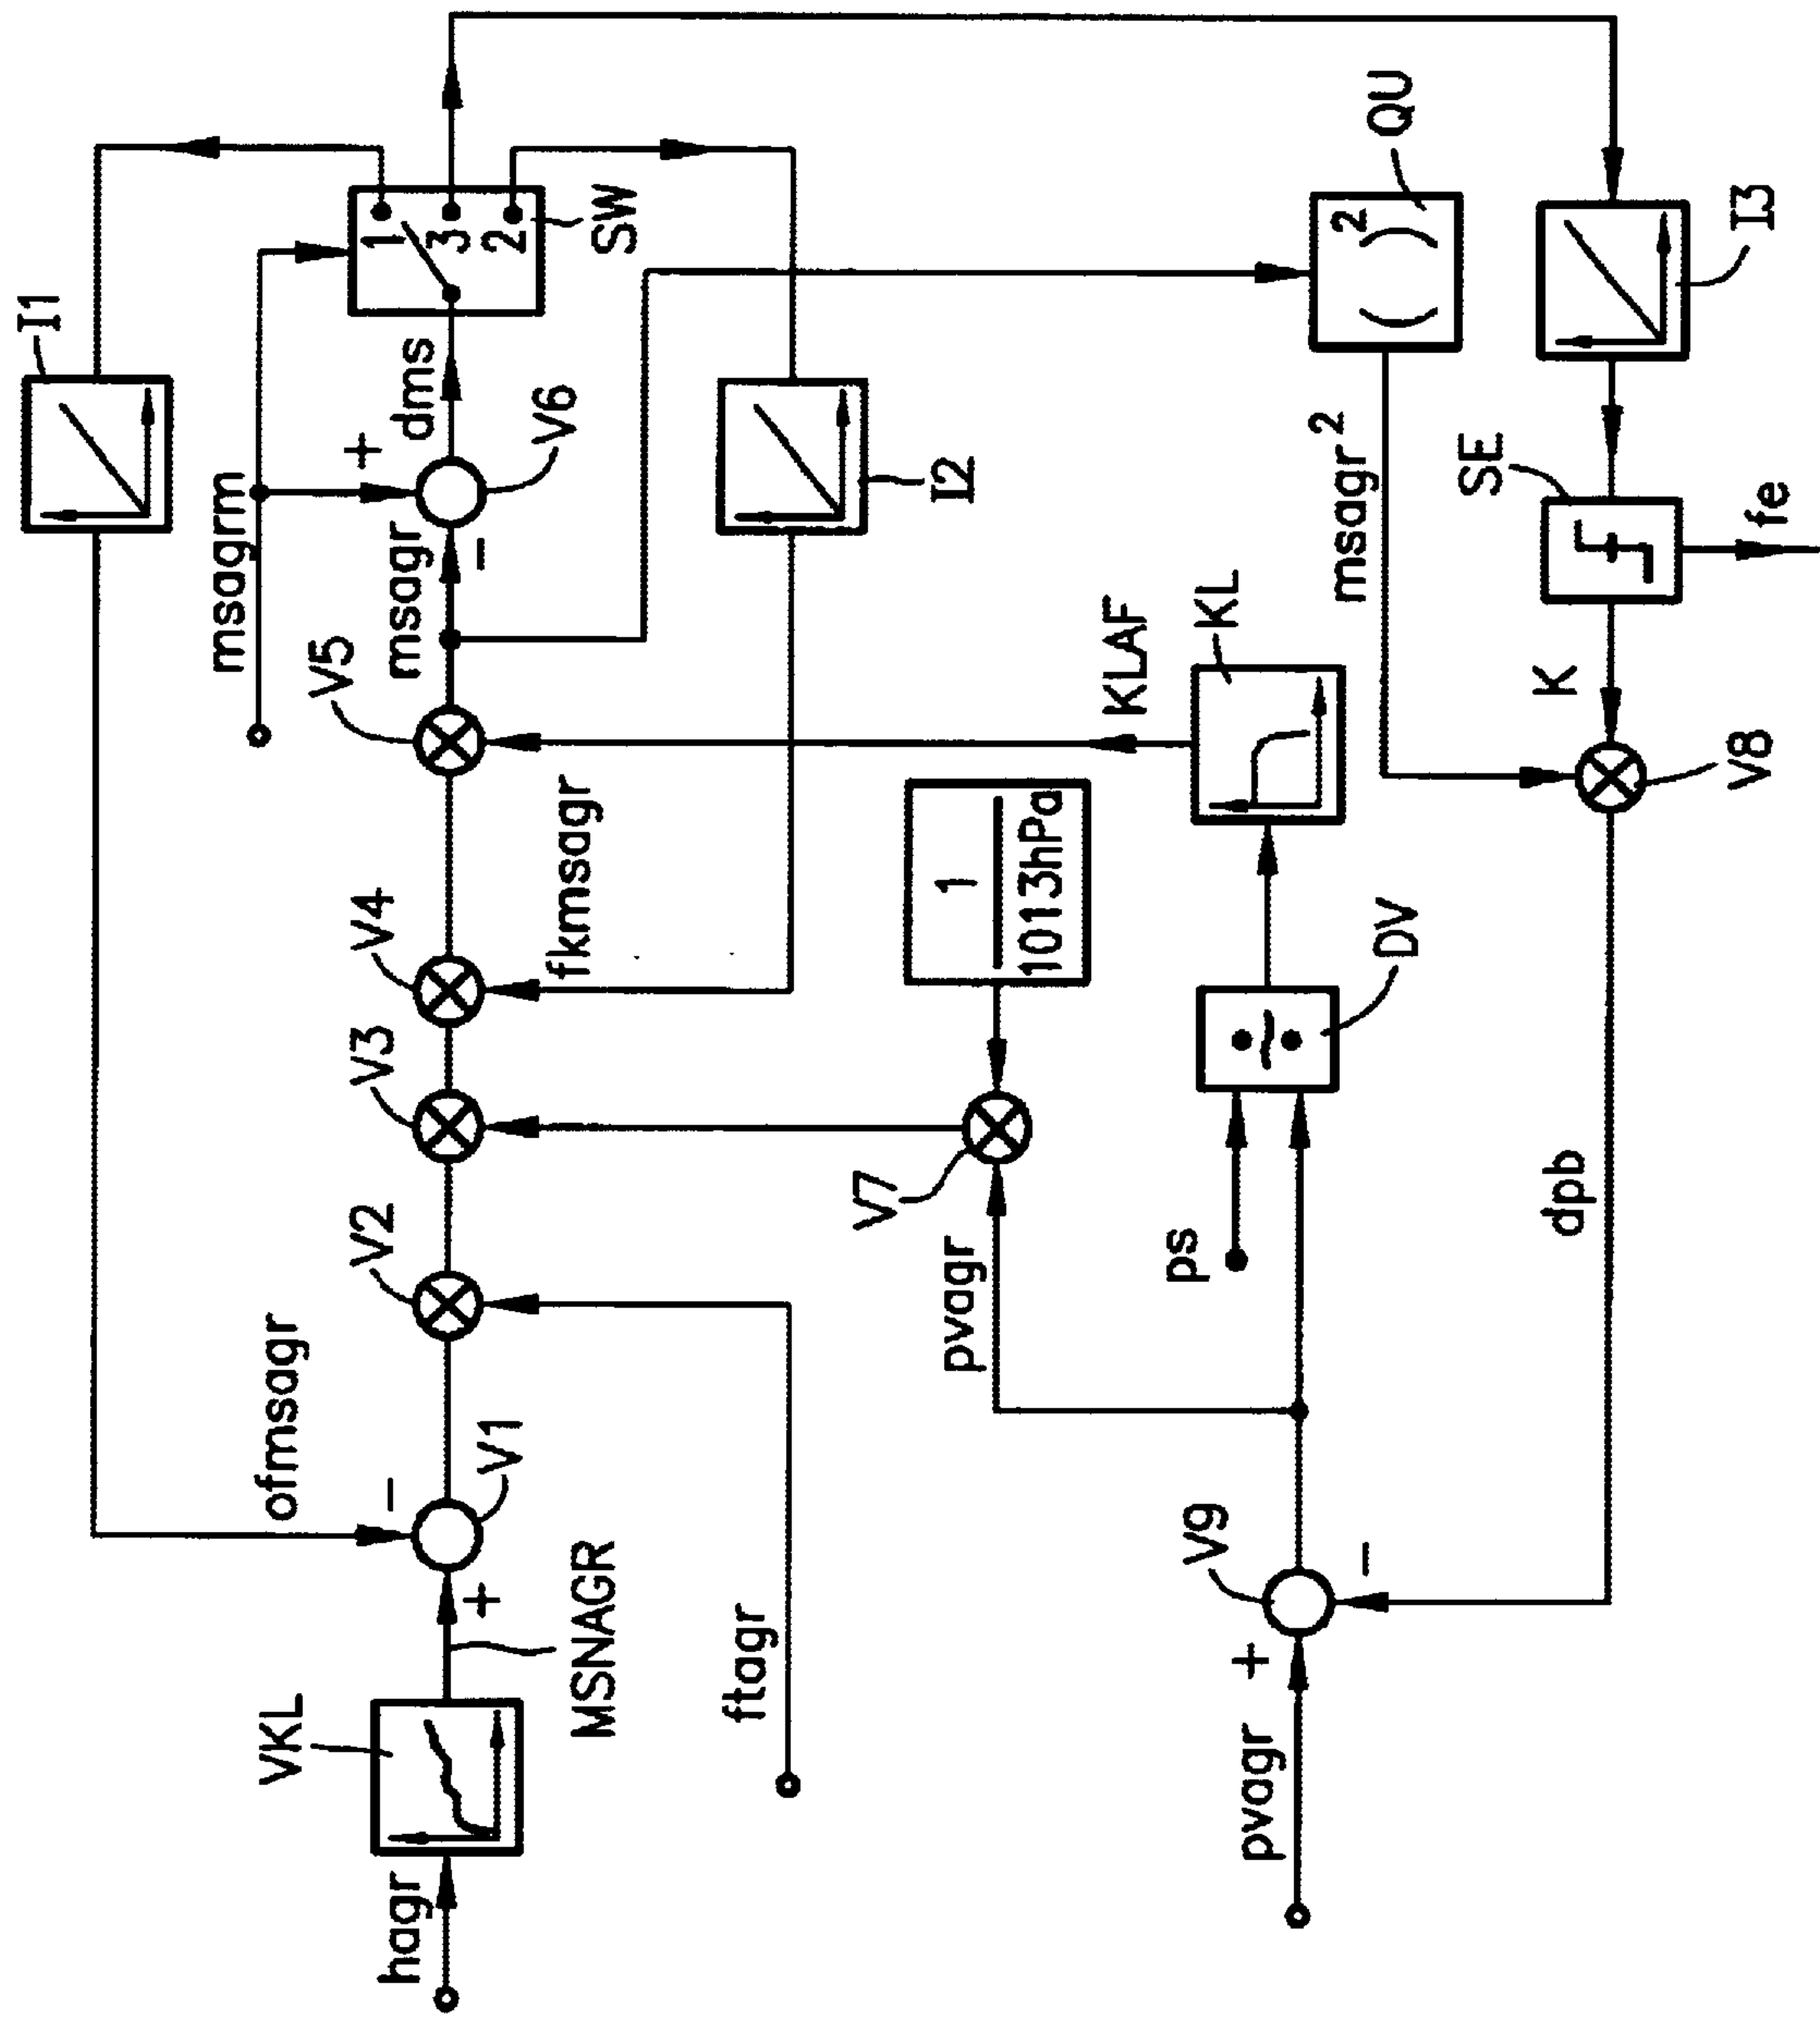 I1
msagrm
V5
V4
V3
V2
ofmsagr
−
V1
VKL
hagr
+
MSNAGR
msagr
−
+
V6
dms
1
3
2
SW
fkmsagr
I2
ftagr
V7
1
1013hPa
pvagr
KLAF
KL
ps
DV
V9
pvagr
+
−
( )²
QU
msagr²
SE
fe
I3
K
V8
dpb